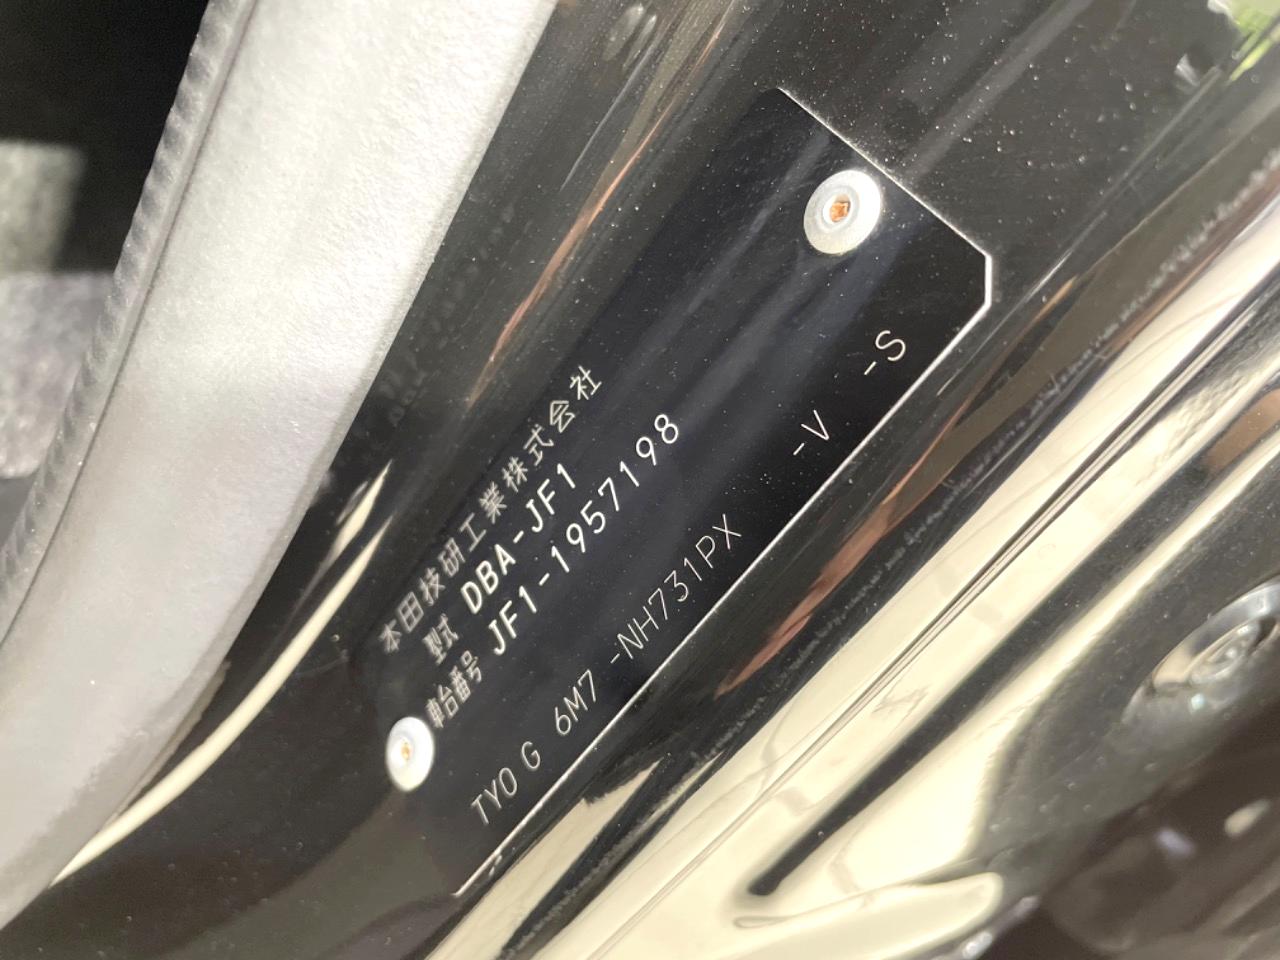 本田技研工業株式会社
型式 DBA-JF1
車台番号 JF1-1957198
TYO G 6M7 -NH731PX -V -S